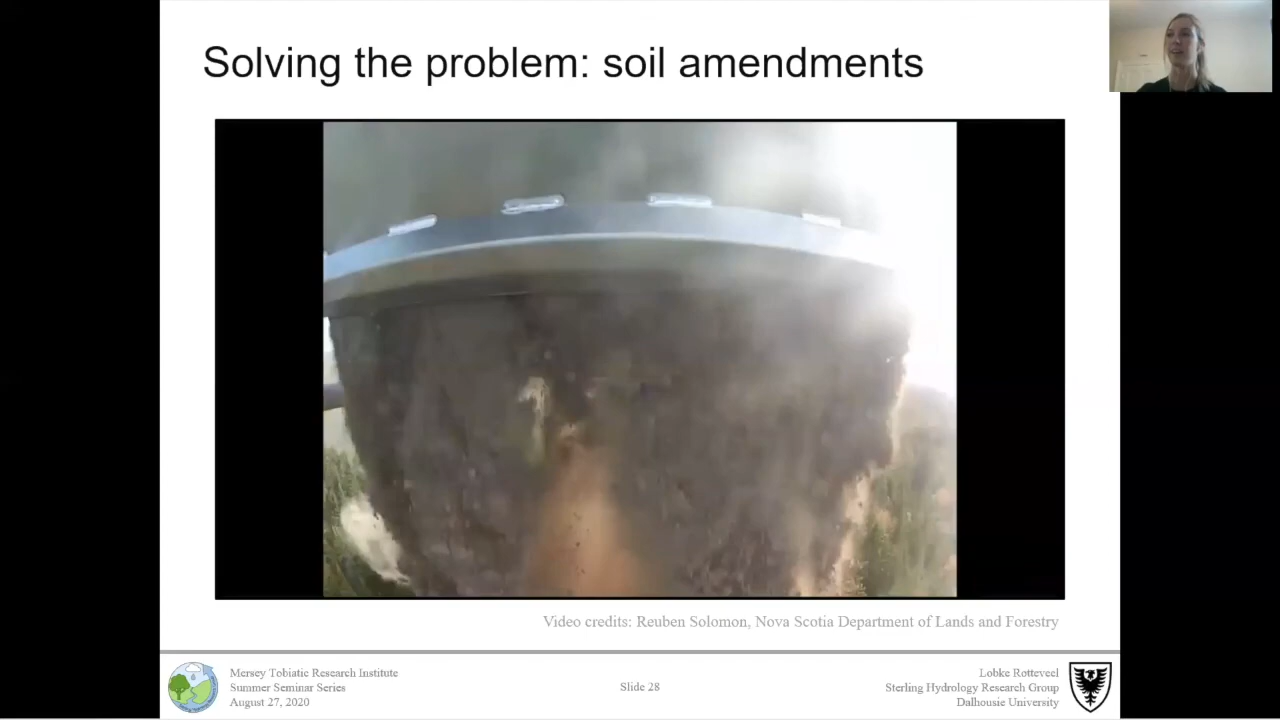 Solving the problem: soil amendments
Video credits: Reuben Solomon, Nova Scotia Department of Lands and Forestry
Mersey Tobiatic Research Institute
Summer Seminar Series
August 27, 2020
Slide 28
Lobke Rotteveel
Sterling Hydrology Research Group
Dalhousie University